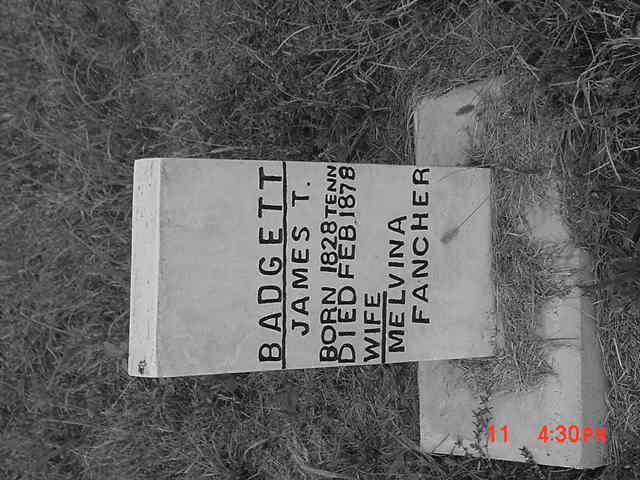 BADGETT
JAMES T.
BORN 1828 TENN
DIED FEB. 1878
WIFE
MELVINA
FANCHER
11 4:30PM